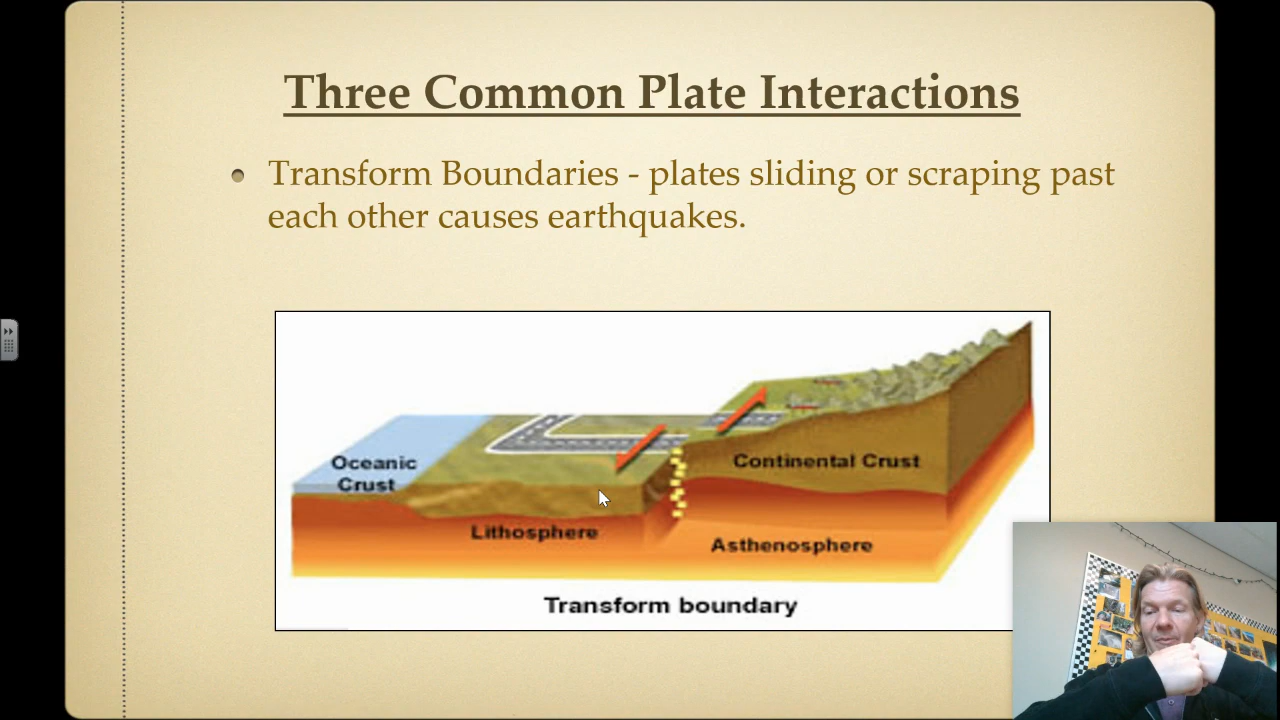 Three Common Plate Interactions
Transform Boundaries - plates sliding or scraping past
each other causes earthquakes.
Oceanic
Crust
Continental Crust
Lithosphere
Asthenosphere
Transform boundary